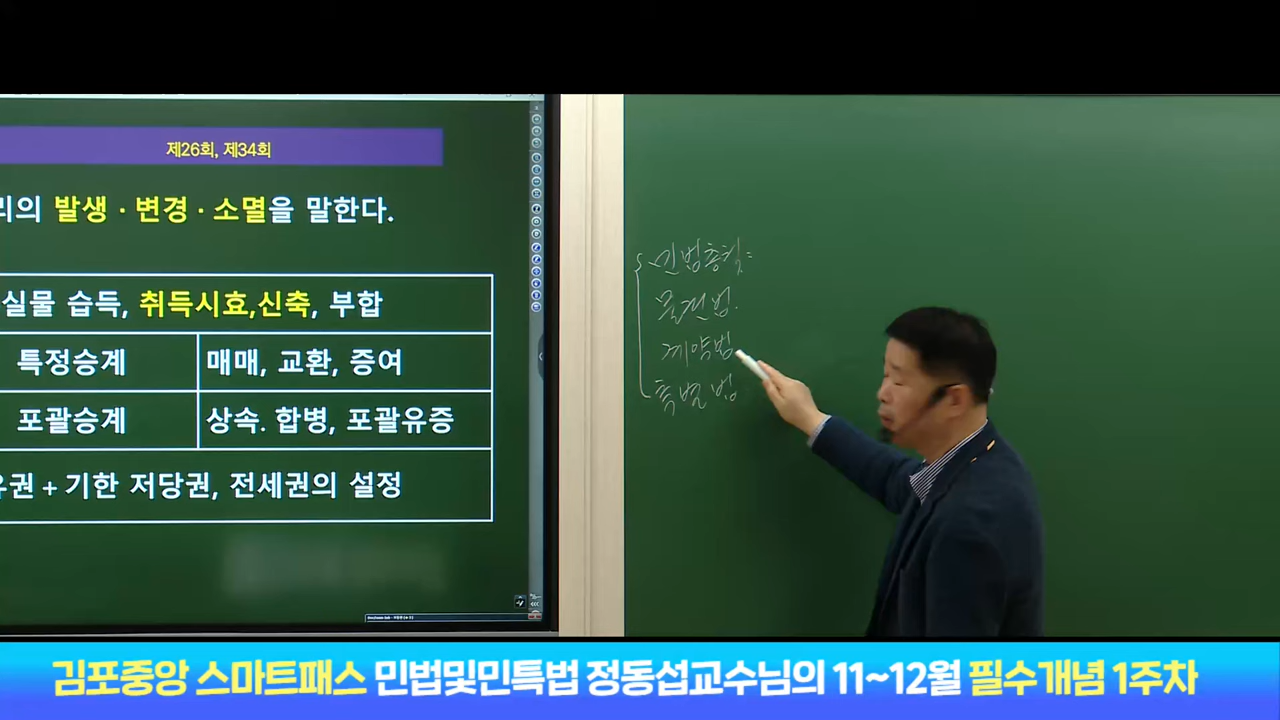 제26회, 제34회
리의 발생 · 변경 · 소멸을 말한다.
실물 습득, 취득시효,신축, 부합
특정승계 매매, 교환, 증여
포괄승계 상속. 합병, 포괄유증
유권 + 기한 저당권, 전세권의 설정
민법총칙:
물권법.
계약법
특별법
김포중앙 스마트패스 민법및민특법 정동섭교수님의 11~12월 필수개념 1주차